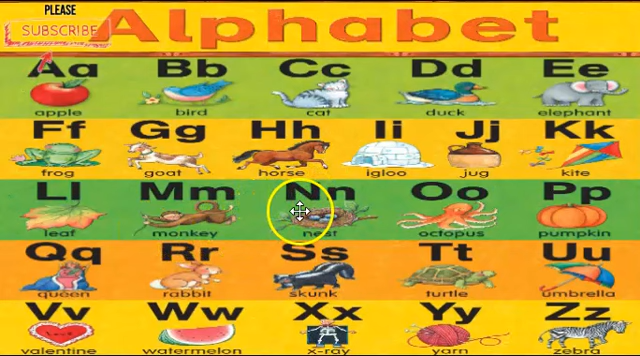 PLEASE
SUBSCRIBE
Alphabet
Aa Bb Cc Dd Ee
apple bird cat duck elephant
Ff Gg Hh Ii Jj Kk
frog goat horse igloo jug kite
Ll Mm Nn Oo Pp
leaf monkey nest octopus pumpkin
Qq Rr Ss Tt Uu
queen rabbit skunk turtle umbrella
Vv Ww Xx Yy Zz
valentine watermelon x-ray yarn zebra